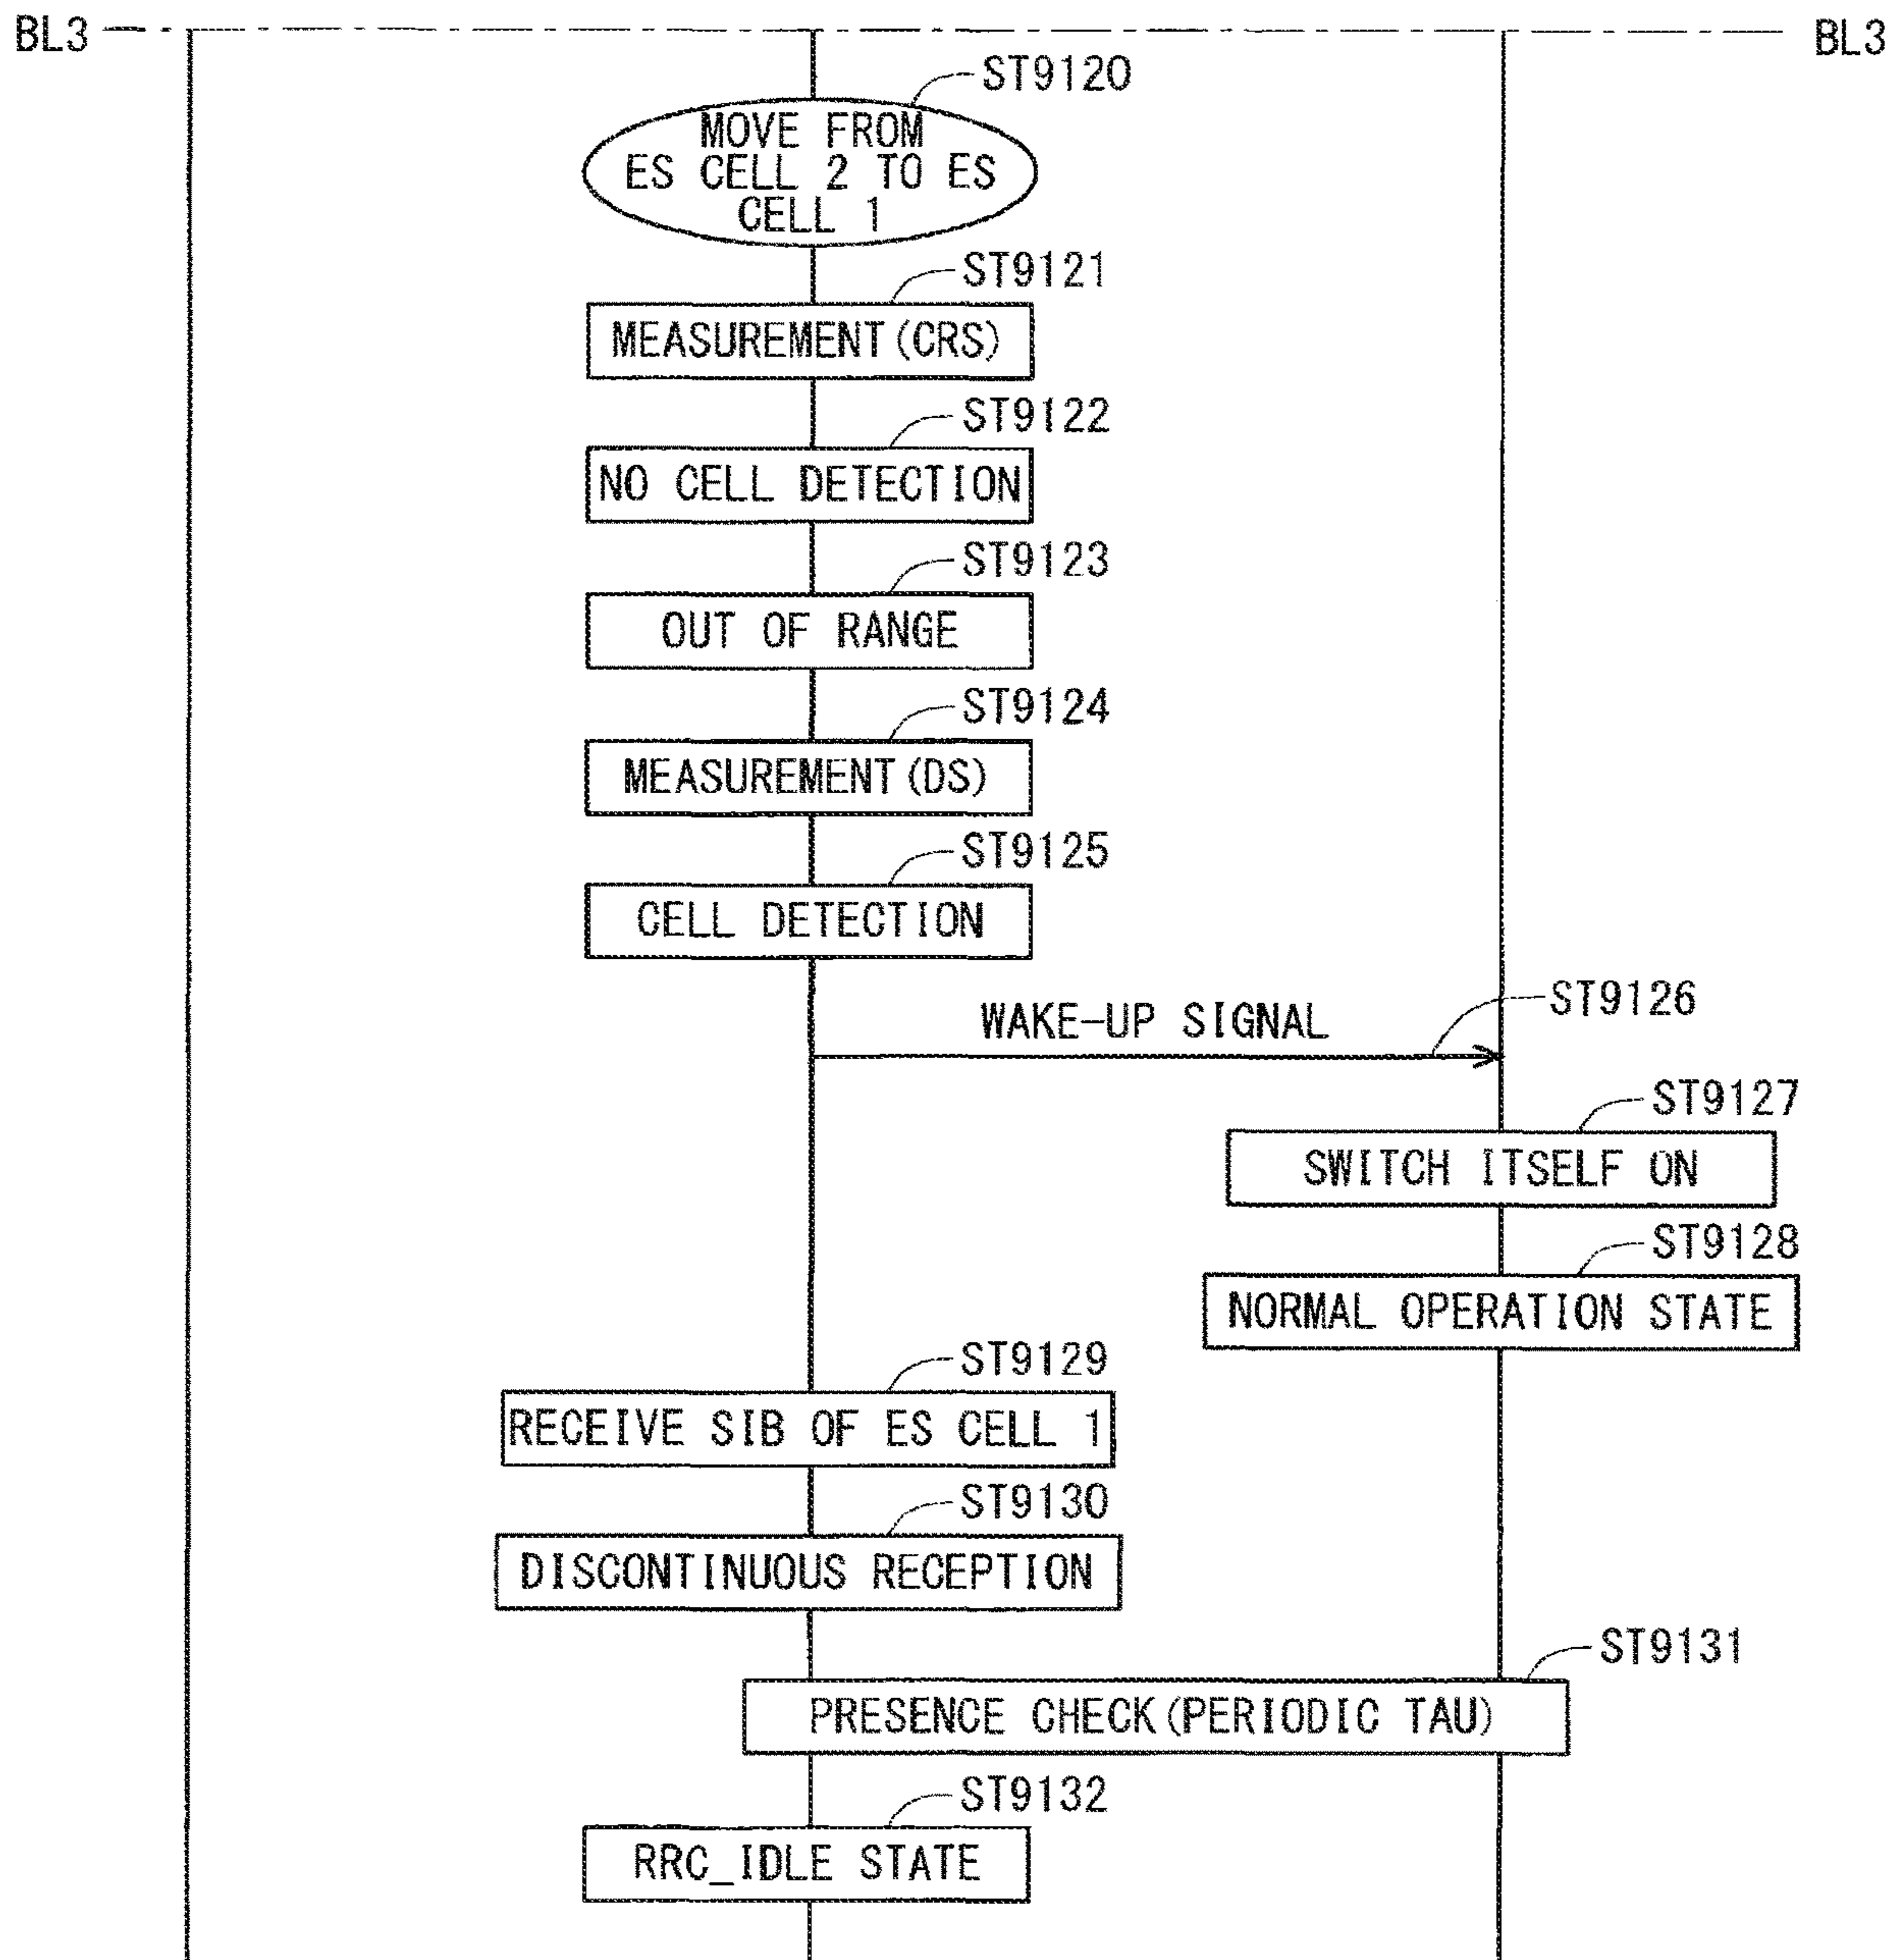 BL3
BL3
ST9120
MOVE FROM
ES CELL 2 TO ES
CELL 1
ST9121
MEASUREMENT(CRS)
ST9122
NO CELL DETECTION
ST9123
OUT OF RANGE
ST9124
MEASUREMENT(DS)
ST9125
CELL DETECTION
WAKE-UP SIGNAL
ST9126
ST9127
SWITCH ITSELF ON
ST9128
NORMAL OPERATION STATE
ST9129
RECEIVE SIB OF ES CELL 1
ST9130
DISCONTINUOUS RECEPTION
ST9131
PRESENCE CHECK(PERIODIC TAU)
ST9132
RRC_IDLE STATE